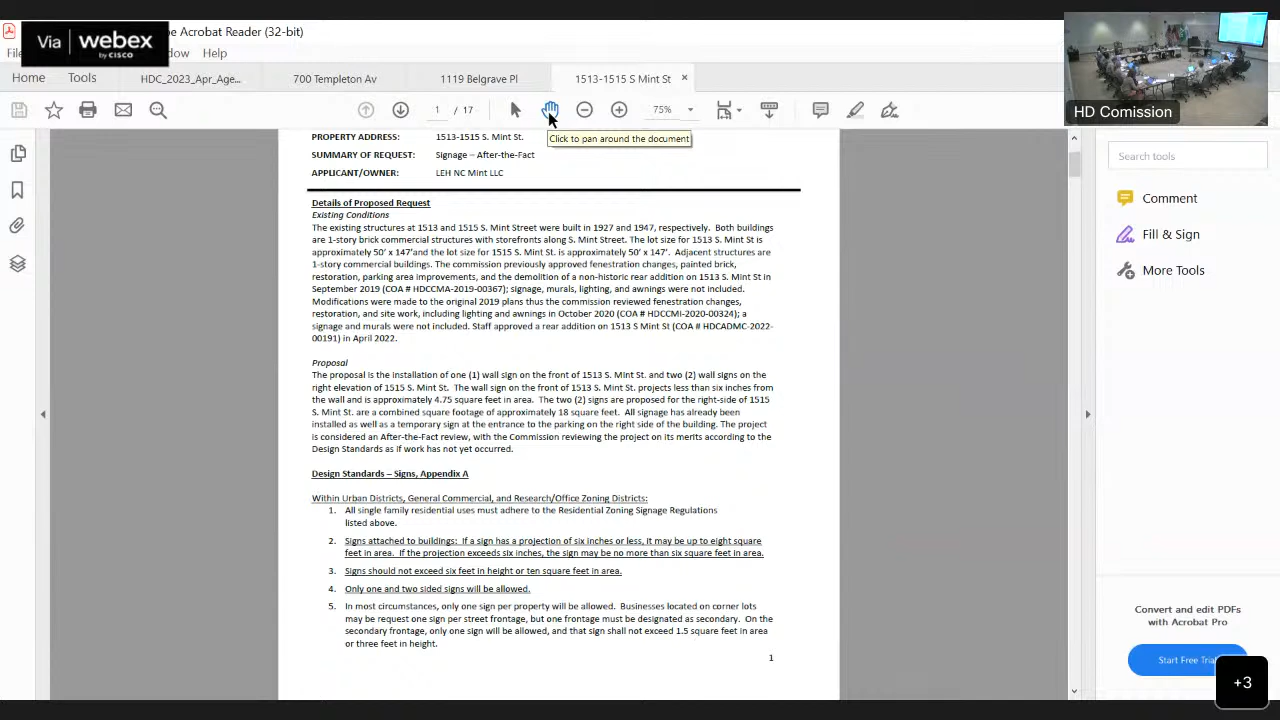 Via webex
by CISCO
be Acrobat Reader (32-bit)
dow Help
Home Tools HDC_2023_Apr_Age... 700 Templeton Av 1119 Belgrave Pl 1513-1515 S Mint St ×
1 / 17 75%
Click to pan around the document
HD Comission
PROPERTY ADDRESS: 1513-1515 S. Mint St.
SUMMARY OF REQUEST: Signage – After-the-Fact
APPLICANT/OWNER: LEH NC Mint LLC
Details of Proposed Request
Existing Conditions
The existing structures at 1513 and 1515 S. Mint Street were built in 1927 and 1947, respectively. Both buildings
are 1-story brick commercial structures with storefronts along S. Mint Street. The lot size for 1513 S. Mint St is
approximately 50' x 147'and the lot size for 1515 S. Mint St. is approximately 50' x 147'. Adjacent structures are
1-story commercial buildings. The commission previously approved fenestration changes, painted brick,
restoration, parking area improvements, and the demolition of a non-historic rear addition on 1513 S. Mint St in
September 2019 (COA # HDCCMA-2019-00367); signage, murals, lighting, and awnings were not included.
Modifications were made to the original 2019 plans thus the commission reviewed fenestration changes,
restoration, and site work, including lighting and awnings in October 2020 (COA # HDCCMI-2020-00324); a
signage and murals were not included. Staff approved a rear addition on 1513 S Mint St (COA # HDCADMC-2022-
00191) in April 2022.
Proposal
The proposal is the installation of one (1) wall sign on the front of 1513 S. Mint St. and two (2) wall signs on the
right elevation of 1515 S. Mint St. The wall sign on the front of 1513 S. Mint St. projects less than six inches from
the wall and is approximately 4.75 square feet in area. The two (2) signs are proposed for the right-side of 1515
S. Mint St. are a combined square footage of approximately 18 square feet. All signage has already been
installed as well as a temporary sign at the entrance to the parking on the right side of the building. The project
is considered an After-the-Fact review, with the Commission reviewing the project on its merits according to the
Design Standards as if work has not yet occurred.
Design Standards – Signs, Appendix A
Within Urban Districts, General Commercial, and Research/Office Zoning Districts:
1. All single family residential uses must adhere to the Residential Zoning Signage Regulations
listed above.
2. Signs attached to buildings: If a sign has a projection of six inches or less, it may be up to eight square
feet in area. If the projection exceeds six inches, the sign may be no more than six square feet in area.
3. Signs should not exceed six feet in height or ten square feet in area.
4. Only one and two sided signs will be allowed.
5. In most circumstances, only one sign per property will be allowed. Businesses located on corner lots
may be request one sign per street frontage, but one frontage must be designated as secondary. On the
secondary frontage, only one sign will be allowed, and that sign shall not exceed 1.5 square feet in area
or three feet in height.
1
Search tools
Comment
Fill & Sign
More Tools
Convert and edit PDFs
with Acrobat Pro
Start Free Trial
+3